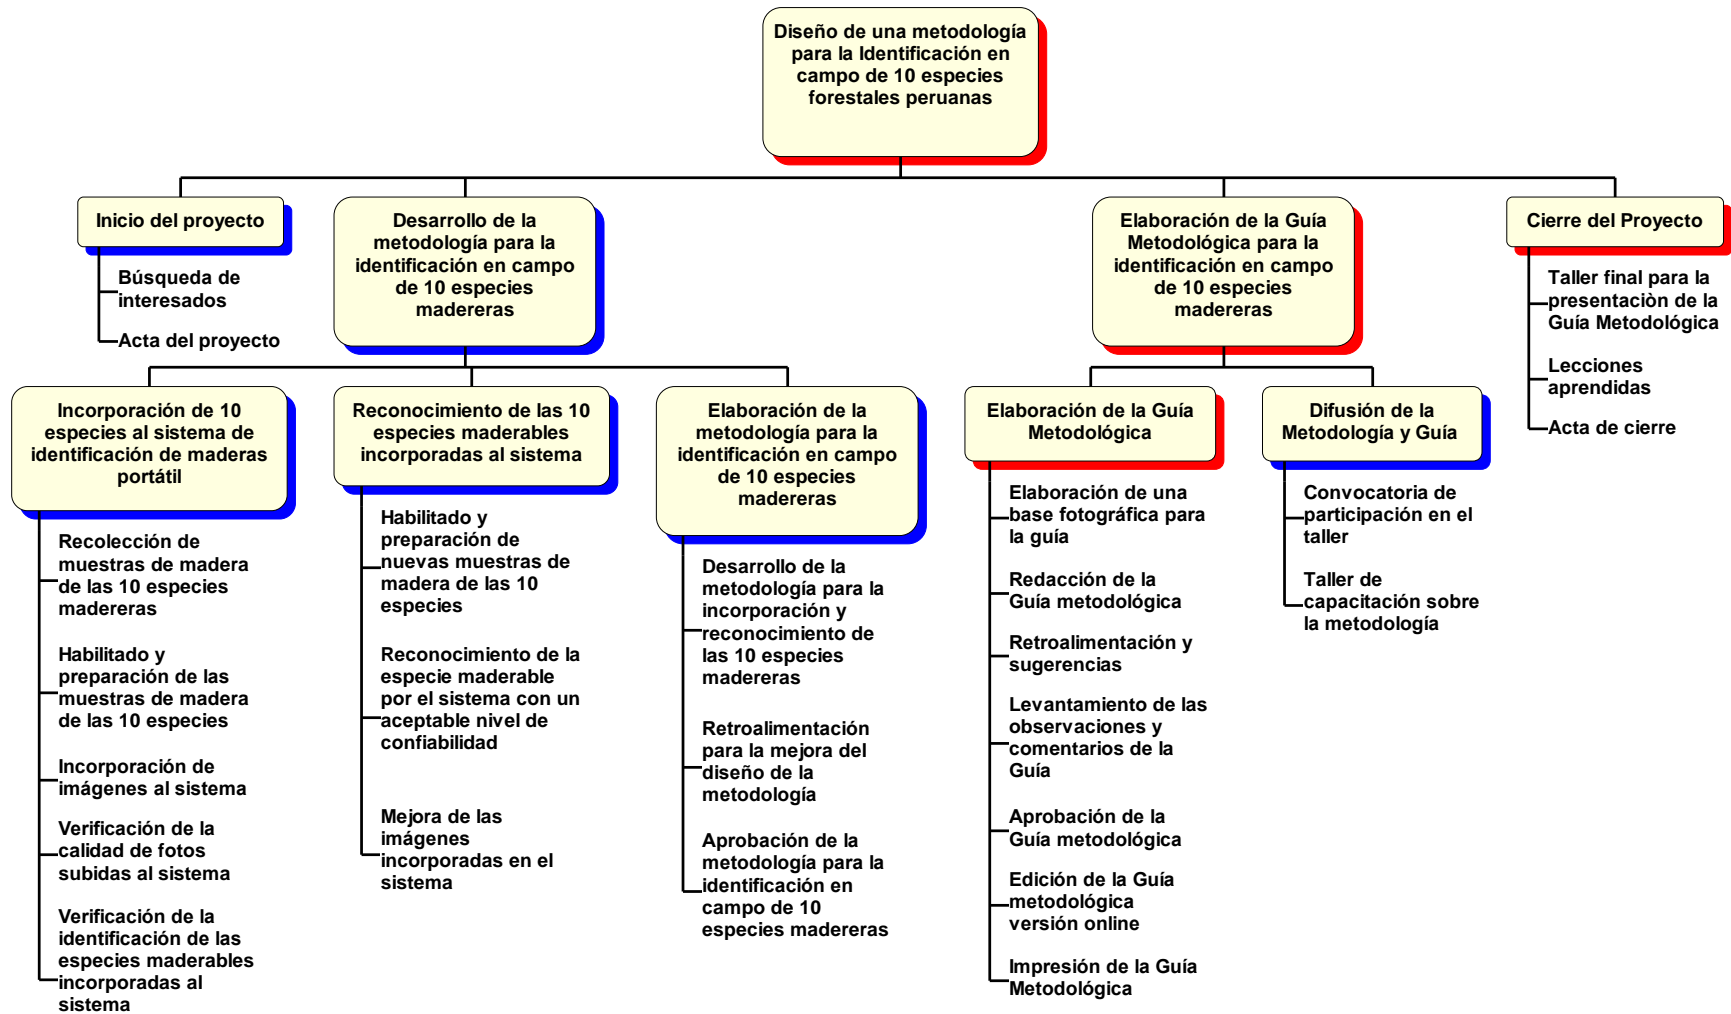 Diseño de una metodología
para la Identificación en
campo de 10 especies
forestales peruanas
Inicio del proyecto
Búsqueda de
interesados
Acta del proyecto
Desarrollo de la
metodología para la
identificación en campo
de 10 especies
madereras
Incorporación de 10
especies al sistema de
identificación de maderas
portátil
Recolección de
muestras de madera
de las 10 especies
madereras
Habilitado y
preparación de las
muestras de madera
de las 10 especies
Incorporación de
imágenes al sistema
Verificación de la
calidad de fotos
subidas al sistema
Verificación de la
identificación de las
especies maderables
incorporadas al
sistema
Reconocimiento de las 10
especies maderables
incorporadas al sistema
Habilitado y
preparación de
nuevas muestras de
madera de las 10
especies
Reconocimiento de la
especie maderable
por el sistema con un
aceptable nivel de
confiabilidad
Mejora de las
imágenes
incorporadas en el
sistema
Elaboración de la
metodología para la
identificación en campo
de 10 especies
madereras
Desarrollo de la
metodología para la
incorporación y
reconocimiento de
las 10 especies
madereras
Retroalimentación
para la mejora del
diseño de la
metodología
Aprobación de la
metodología para la
identificación en
campo de 10
especies madereras
Elaboración de la Guía
Metodológica para la
identificación en campo
de 10 especies
madereras
Elaboración de la Guía
Metodológica
Elaboración de una
base fotográfica para
la guía
Redacción de la
Guía metodológica
Retroalimentación y
sugerencias
Levantamiento de las
observaciones y
comentarios de la
Guía
Aprobación de la
Guía metodológica
Edición de la Guía
metodológica
versión online
Impresión de la Guía
Metodológica
Difusión de la
Metodología y Guía
Convocatoria de
participación en el
taller
Taller de
capacitación sobre
la metodología
Cierre del Proyecto
Taller final para la
presentaciòn de la
Guía Metodológica
Lecciones
aprendidas
Acta de cierre